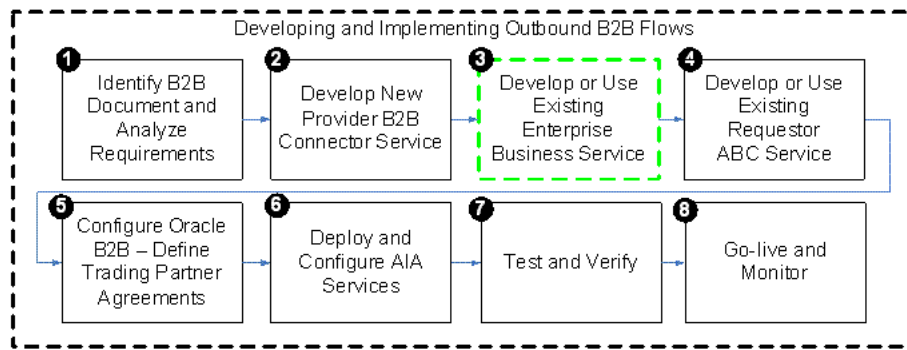 Developing and Implementing Outbound B2B Flows
1
Identify B2B
Document and
Analyze
Requirements
2
Develop New
Provider B2B
Connector Service
3
Develop or Use
Existing
Enterprise
Business Service
4
Develop or Use
Existing
Requestor
ABC Service
5
Configure Oracle
B2B – Define
Trading Partner
Agreements
6
Deploy and
Configure AIA
Services
7
Test and Verify
8
Go-live and
Monitor